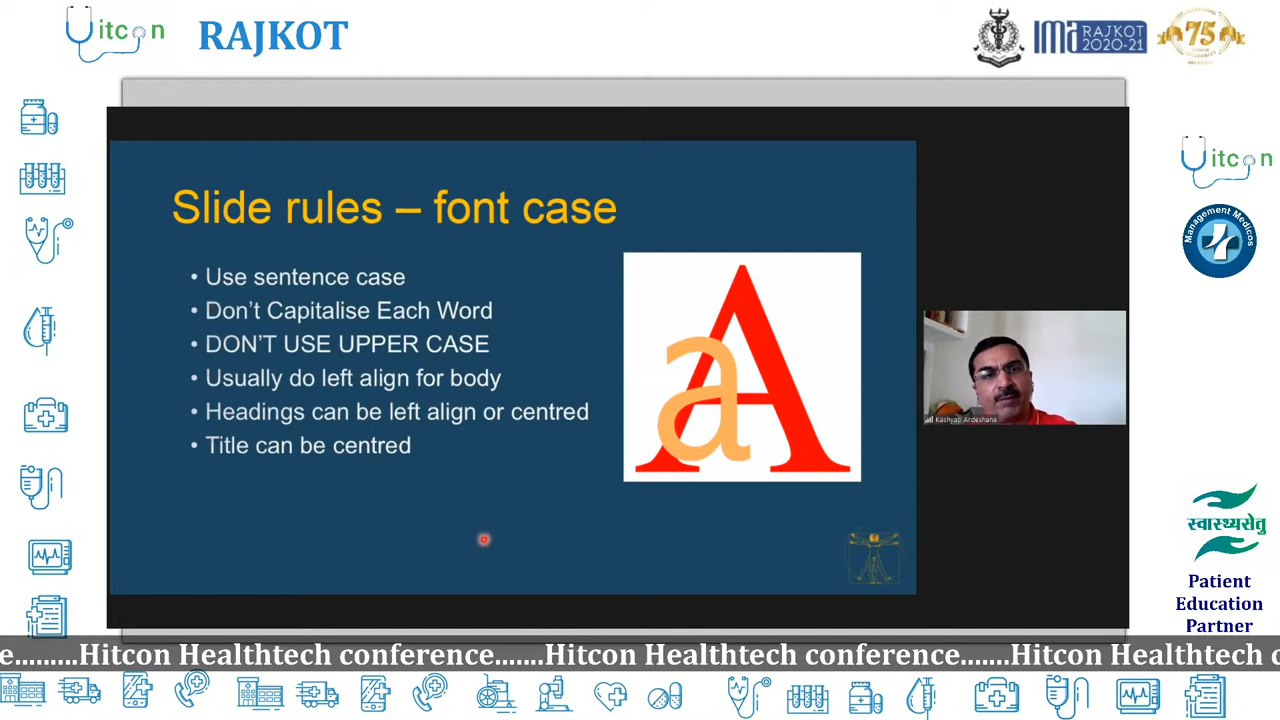 itcon
RAJKOT
ima RAJKOT
2020-21
75
Slide rules – font case
• Use sentence case
• Don’t Capitalise Each Word
• DON’T USE UPPER CASE
• Usually do left align for body
• Headings can be left align or centred
• Title can be centred
A
a
Kashyap Ardeshana
itcon
Management Medicos
स्वास्थ्यसेतु
Patient
Education
Partner
e.........Hitcon Healthtech conference.......Hitcon Healthtech conference.......Hitcon Healthtech c